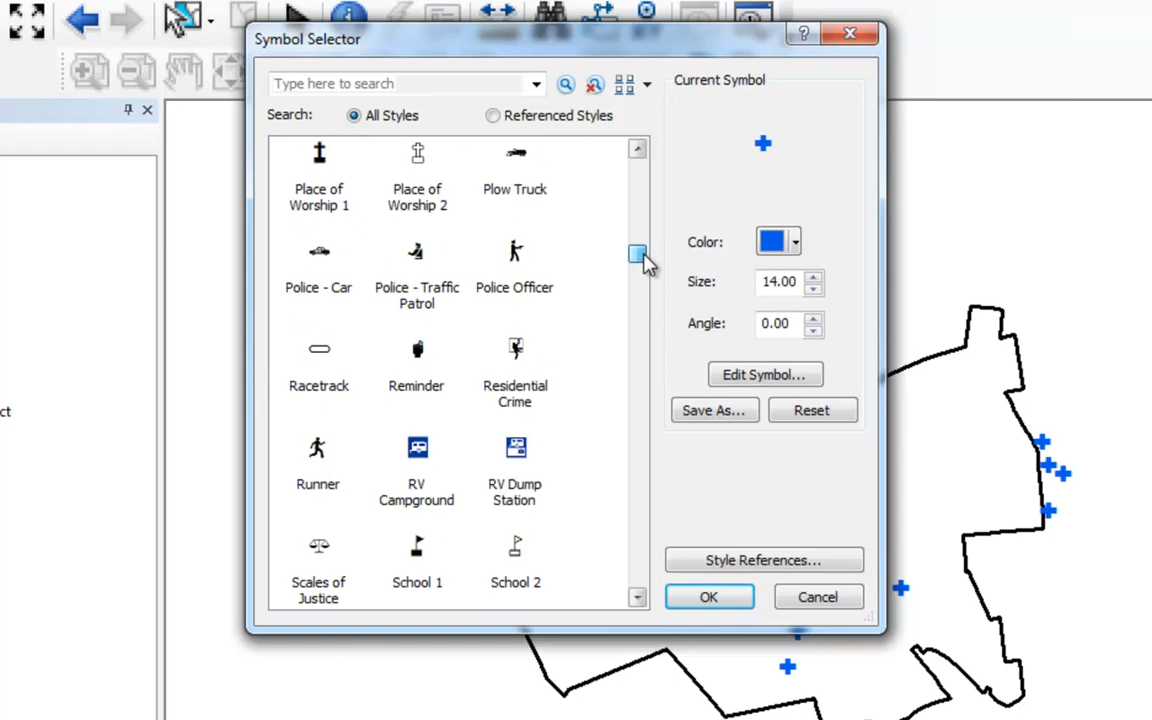 Symbol Selector
Type here to search
Search: All Styles Referenced Styles
Current Symbol
Place of Worship 1
Place of Worship 2
Plow Truck
Police - Car
Police - Traffic Patrol
Police Officer
Racetrack
Reminder
Residential Crime
Runner
RV Campground
RV Dump Station
Scales of Justice
School 1
School 2
Color:
Size: 14.00
Angle: 0.00
Edit Symbol...
Save As... Reset
Style References...
OK Cancel
ct